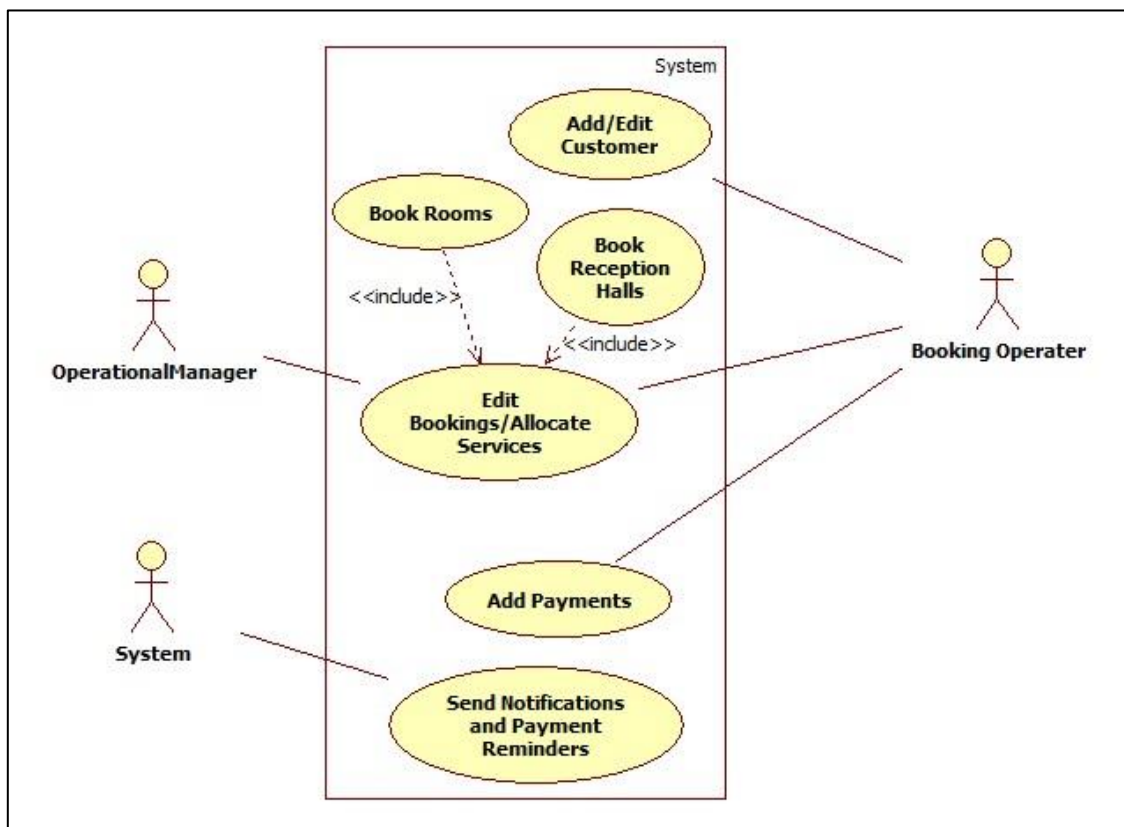 System
Add/Edit
Customer
Book Rooms
Book
Reception
Halls
<<include>>
<<include>>
OperationalManager
Booking Operater
Edit
Bookings/Allocate
Services
Add Payments
System
Send Notifications
and Payment
Reminders